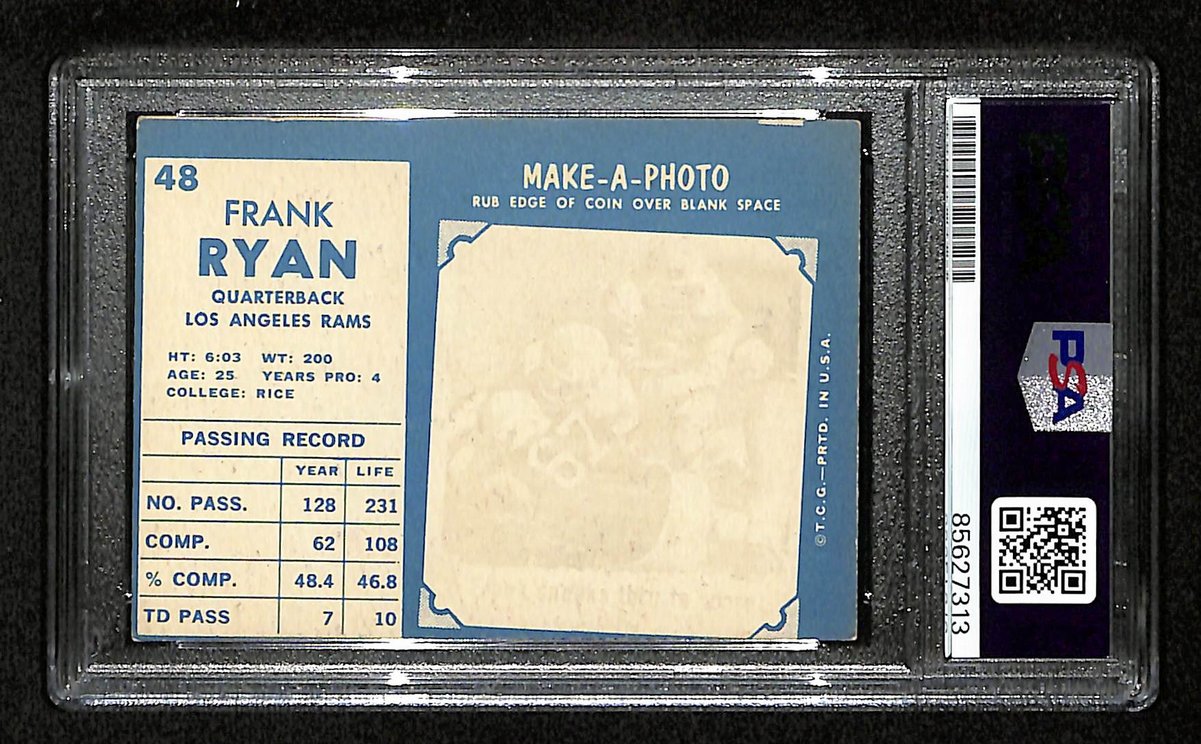 48
FRANK
RYAN
QUARTERBACK
LOS ANGELES RAMS
HT: 6:03 WT: 200
AGE: 25 YEARS PRO: 4
COLLEGE: RICE
PASSING RECORD
YEAR LIFE
NO. PASS. 128 231
COMP. 62 108
% COMP. 48.4 46.8
TD PASS 7 10
MAKE-A-PHOTO
RUB EDGE OF COIN OVER BLANK SPACE
© T.C.G.—PRTD. IN U.S.A.
PSA
85627313